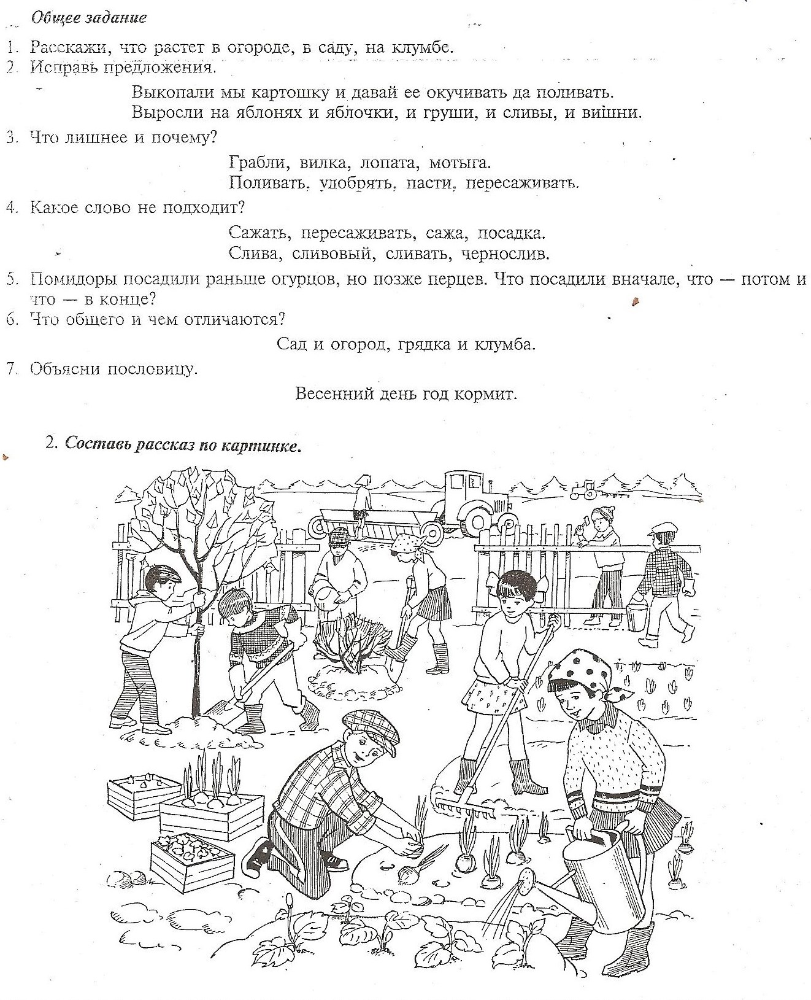 Общее задание
1. Расскажи, что растет в огороде, в саду, на клумбе.
2. Исправь предложения.
Выкопали мы картошку и давай ее окучивать да поливать.
Выросли на яблонях и яблочки, и груши, и сливы, и вишни.
3. Что лишнее и почему?
Грабли, вилка, лопата, мотыга.
Поливать, удобрять, пасти, пересаживать.
4. Какое слово не подходит?
Сажать, пересаживать, сажа, посадка.
Слива, сливовый, сливать, чернослив.
5. Помидоры посадили раньше огурцов, но позже перцев. Что посадили вначале, что — потом и
что — в конце?
6. Что общего и чем отличаются?
Сад и огород, грядка и клумба.
7. Объясни пословицу.
Весенний день год кормит.
2. Составь рассказ по картинке.